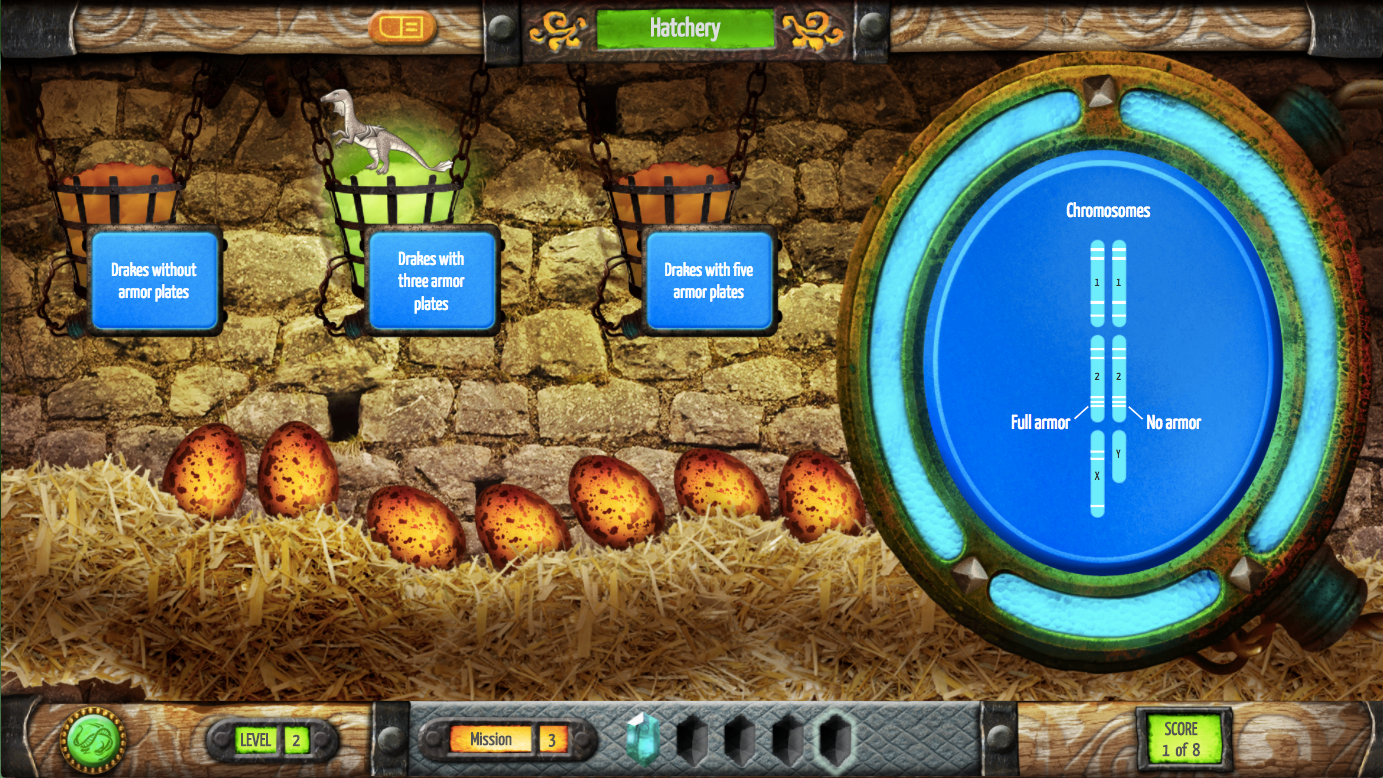 Hatchery
Drakes without
armor plates
Drakes with
three armor
plates
Drakes with five
armor plates
Chromosomes
1 1
2 2
Full armor
No armor
X Y
LEVEL 2
Mission 3
SCORE
1 of 8